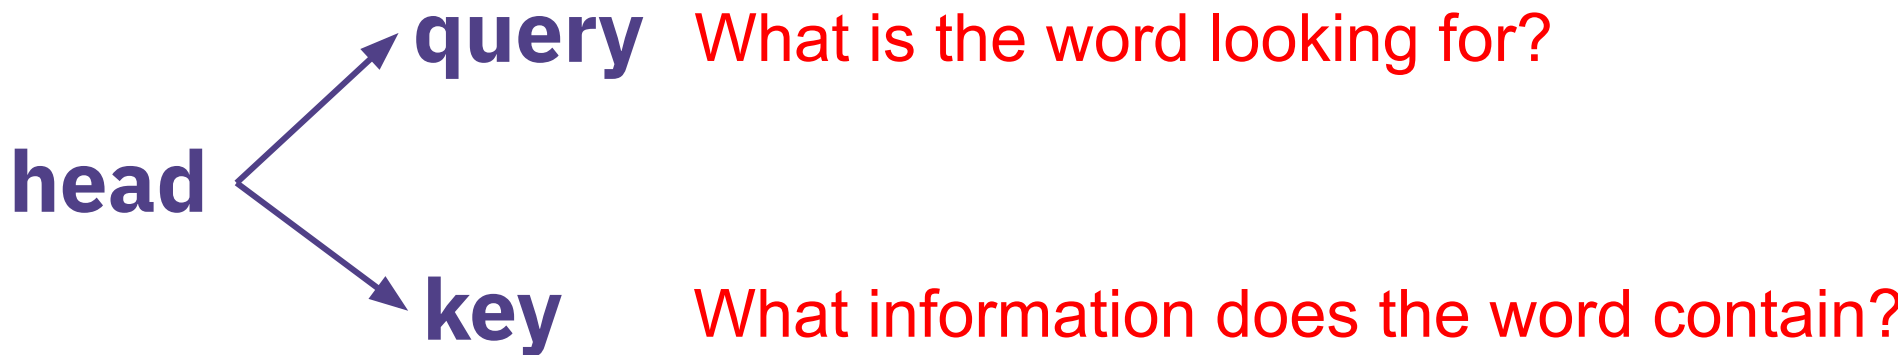 query What is the word looking for?
head
key What information does the word contain?